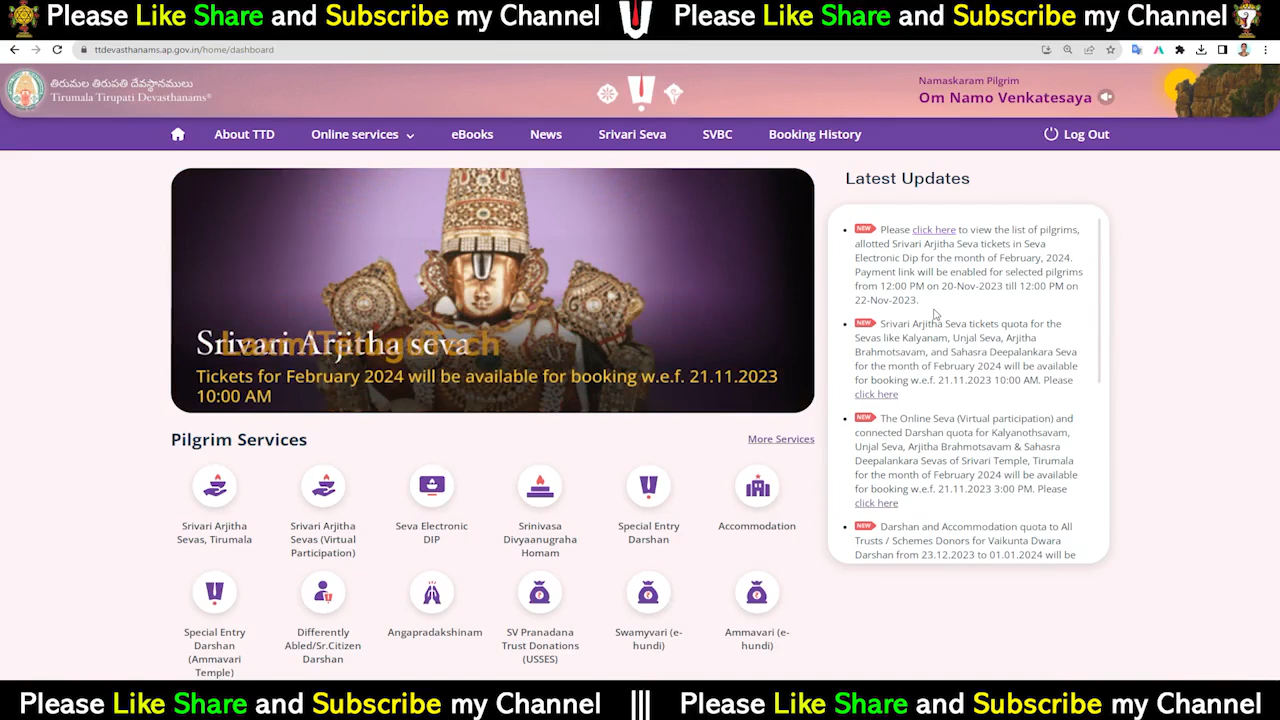 Please Like Share and Subscribe my Channel Please Like Share and Subscribe my Channel
ttdevasthanams.ap.gov.in/home/dashboard
తిరుమల తిరుపతి దేవస్థానములు
Tirumala Tirupati Devasthanams®
Namaskaram Pilgrim
Om Namo Venkatesaya
About TTD Online services eBooks News Srivari Seva SVBC Booking History Log Out
Srivari Arjitha seva
LaxmiTeluguTech
Tickets for February 2024 will be available for booking w.e.f. 21.11.2023
10:00 AM
Latest Updates
NEW Please click here to view the list of pilgrims,
allotted Srivari Arjitha Seva tickets in Seva
Electronic Dip for the month of February, 2024.
Payment link will be enabled for selected pilgrims
from 12:00 PM on 20-Nov-2023 till 12:00 PM on
22-Nov-2023.
NEW Srivari Arjitha Seva tickets quota for the
Sevas like Kalyanam, Unjal Seva, Arjitha
Brahmotsavam, and Sahasra Deepalankara Seva
for the month of February 2024 will be available
for booking w.e.f. 21.11.2023 10:00 AM. Please
click here
NEW The Online Seva (Virtual participation) and
connected Darshan quota for Kalyanothsavam,
Unjal Seva, Arjitha Brahmotsavam & Sahasra
Deepalankara Sevas of Srivari Temple, Tirumala
for the month of February 2024 will be available
for booking w.e.f. 21.11.2023 3:00 PM. Please
click here
NEW Darshan and Accommodation quota to All
Trusts / Schemes Donors for Vaikunta Dwara
Darshan from 23.12.2023 to 01.01.2024 will be
Pilgrim Services More Services
Srivari Arjitha
Sevas, Tirumala
Srivari Arjitha
Sevas (Virtual
Participation)
Seva Electronic
DIP
Srinivasa
Divyaanugraha
Homam
Special Entry
Darshan
Accommodation
Special Entry
Darshan
(Ammavari
Temple)
Differently
Abled/Sr.Citizen
Darshan
Angapradakshinam
SV Pranadana
Trust Donations
(USSES)
Swamyvari (e-
hundi)
Ammavari (e-
hundi)
Please Like Share and Subscribe my Channel ||| Please Like Share and Subscribe my Channel